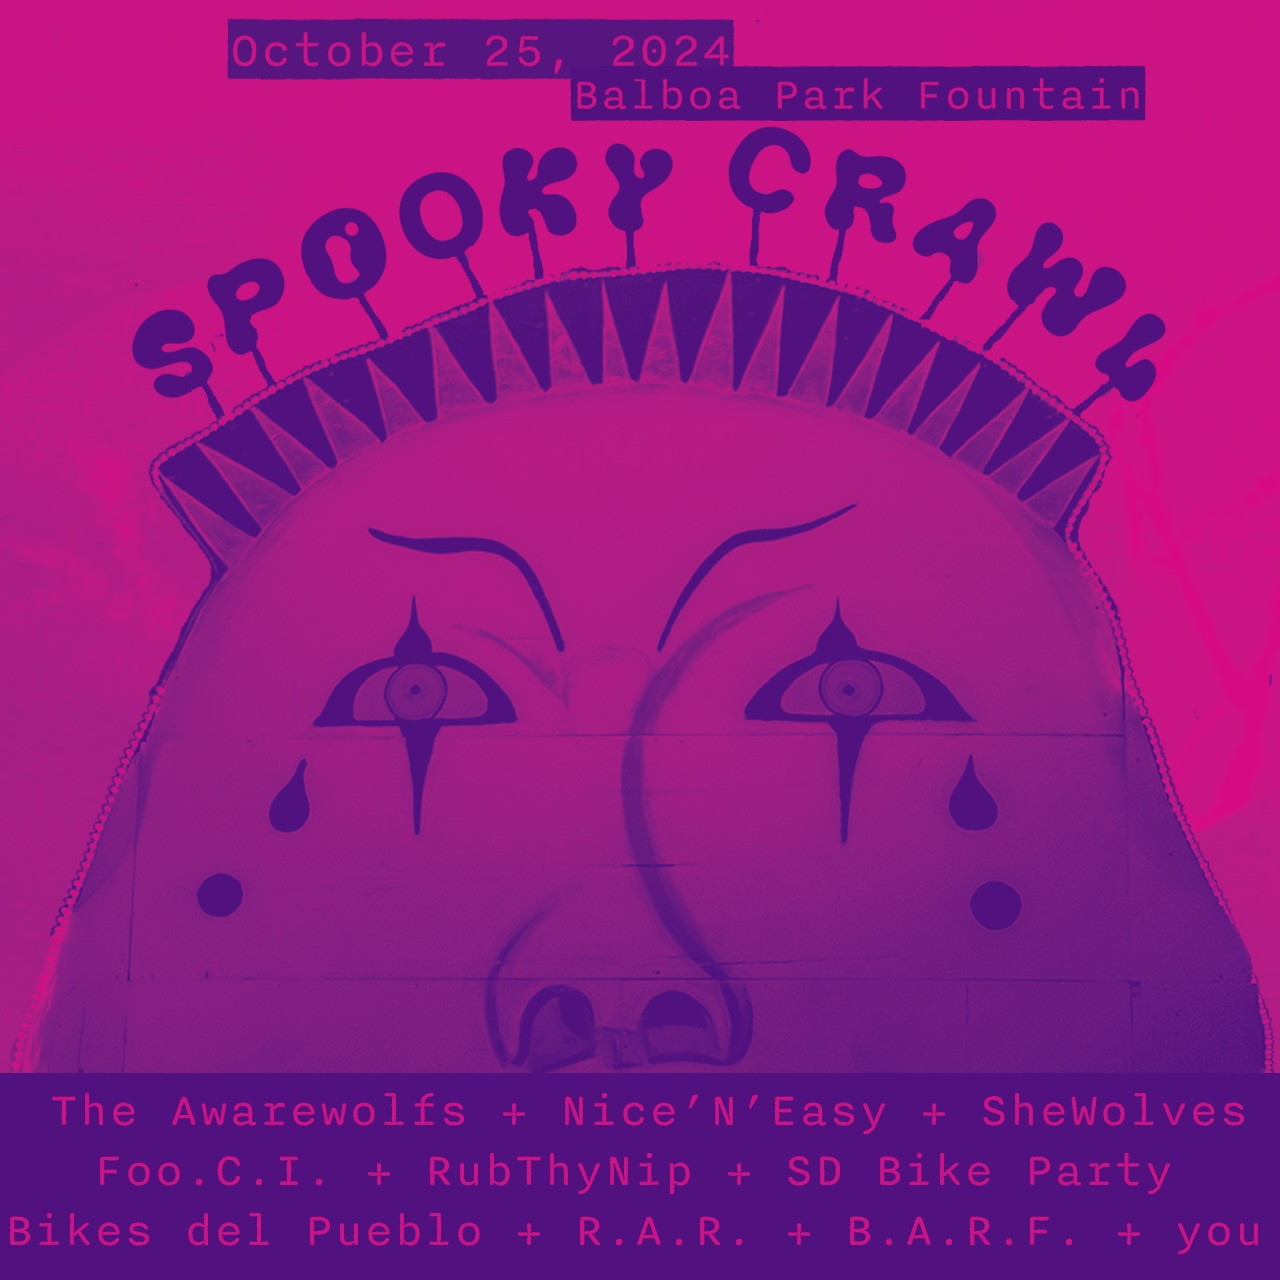 October 25, 2024
Balboa Park Fountain
SPOOKY CRAWL
The Awarewolfs + Nice’N’Easy + SheWolves
Foo.C.I. + RubThyNip + SD Bike Party
Bikes del Pueblo + R.A.R. + B.A.R.F. + you